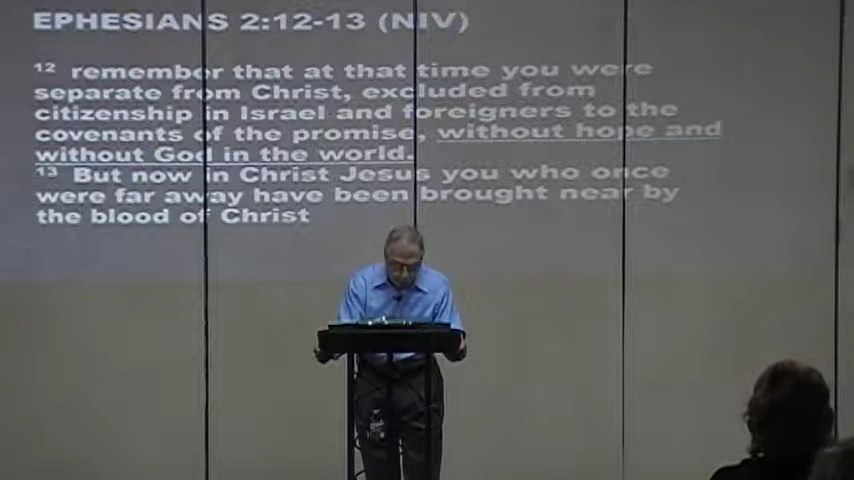 EPHESIANS 2:12-13 (NIV)
12 remember that at that time you were
separate from Christ, excluded from
citizenship in Israel and foreigners to the
covenants of the promise, without hope and
without God in the world.
13 But now in Christ Jesus you who once
were far away have been brought near by
the blood of Christ